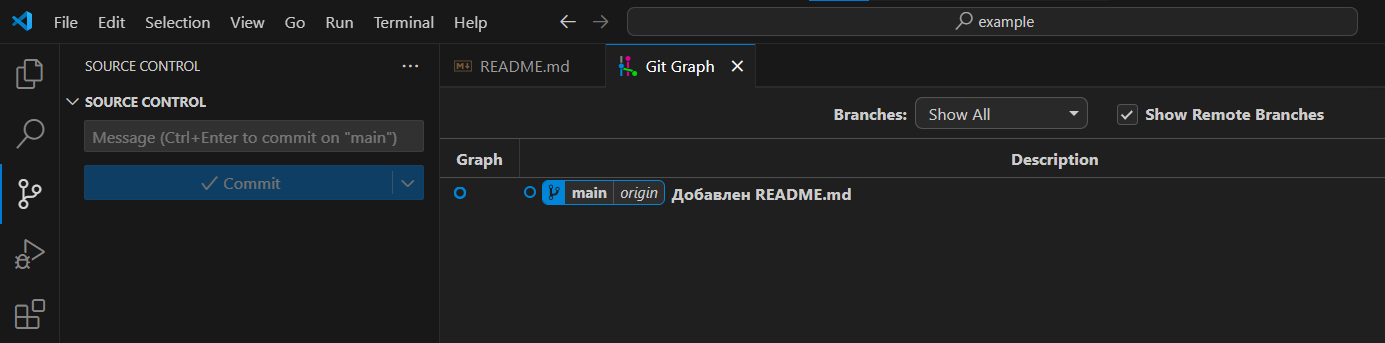 File Edit Selection View Go Run Terminal Help example
SOURCE CONTROL ···
README.md Git Graph
SOURCE CONTROL
Message (Ctrl+Enter to commit on "main")
Commit
Branches: Show All Show Remote Branches
Graph Description
main origin Добавлен README.md